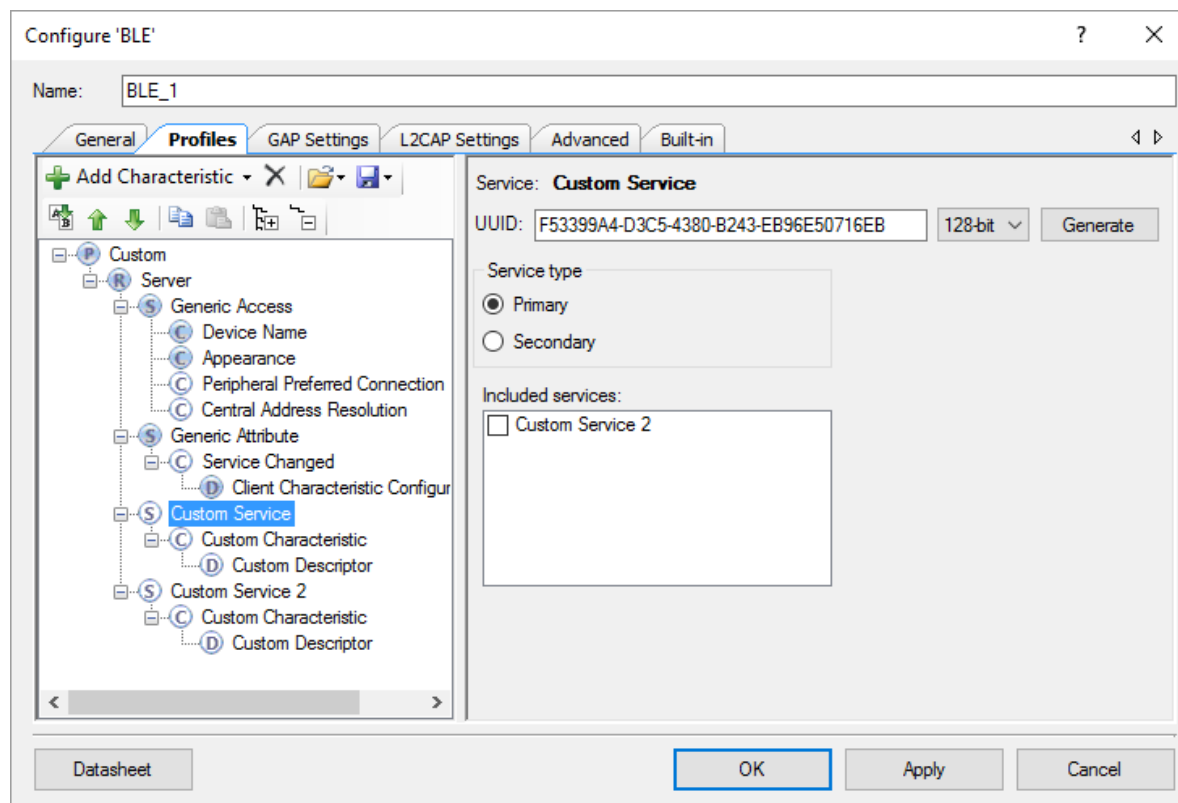 Configure 'BLE'
?
Name: BLE_1
General Profiles GAP Settings L2CAP Settings Advanced Built-in
Add Characteristic
Service: Custom Service
UUID: F53399A4-D3C5-4380-B243-EB96E50716EB 128-bit Generate
Service type
Primary
Secondary
Included services:
Custom Service 2
P Custom
R Server
S Generic Access
C Device Name
C Appearance
C Peripheral Preferred Connection
C Central Address Resolution
S Generic Attribute
C Service Changed
D Client Characteristic Configur
S Custom Service
C Custom Characteristic
D Custom Descriptor
S Custom Service 2
C Custom Characteristic
D Custom Descriptor
Datasheet OK Apply Cancel